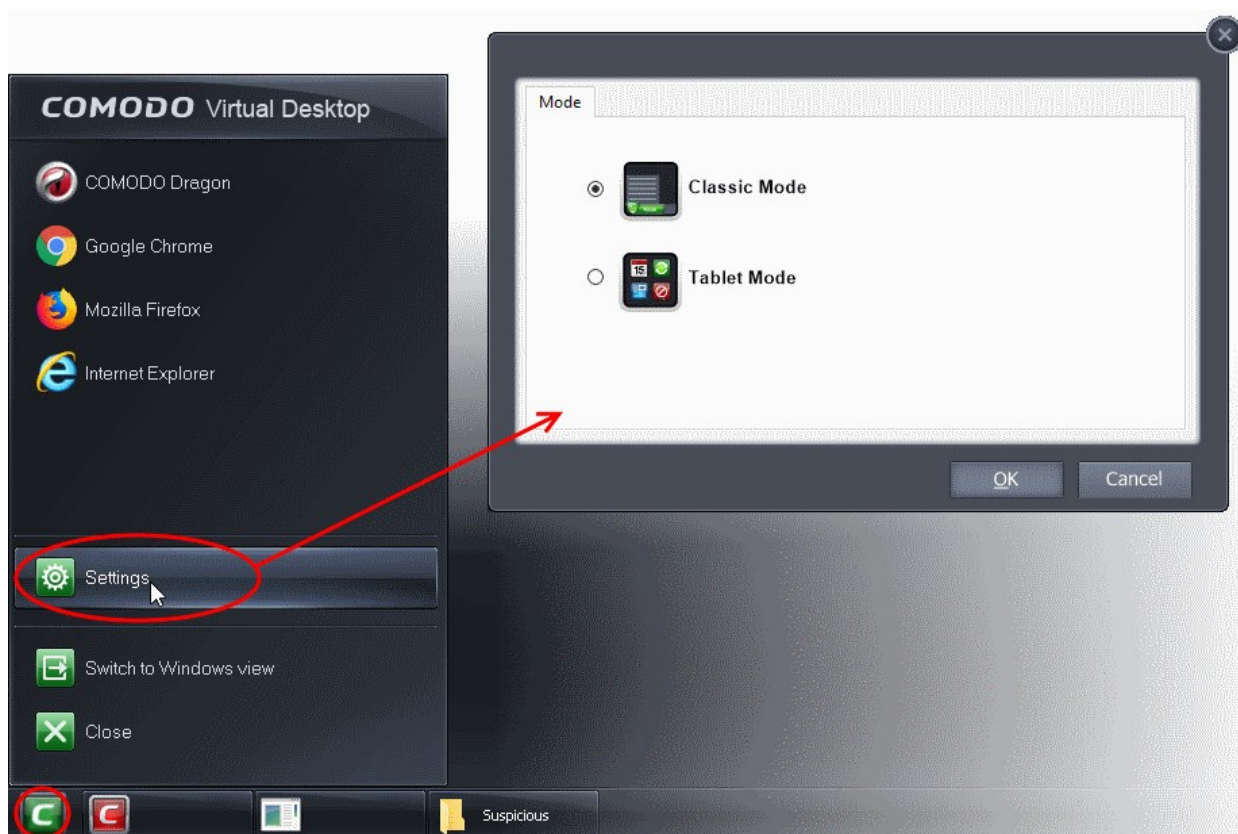 COMODO Virtual Desktop
COMODO Dragon
Google Chrome
Mozilla Firefox
Internet Explorer
Settings
Switch to Windows view
Close
Suspicious
Mode
Classic Mode
15
Tablet Mode
OK
Cancel